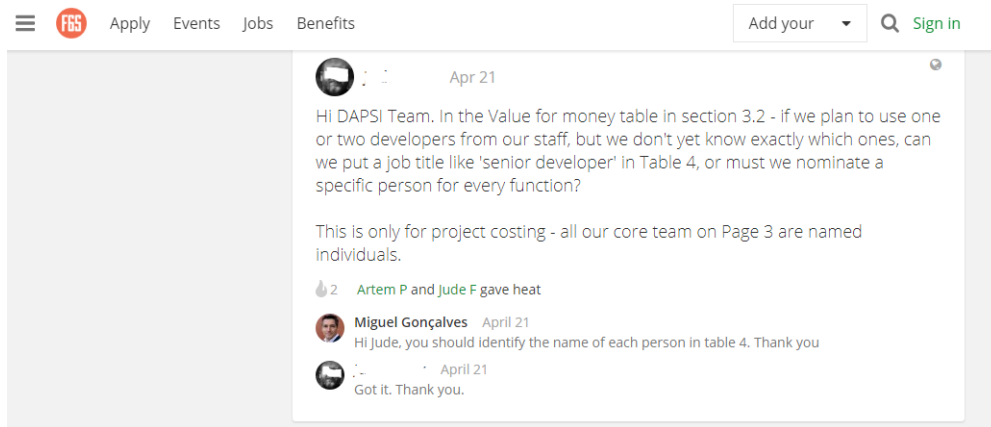 F6S Apply Events Jobs Benefits Add your Sign in
Apr 21
Hi DAPSI Team. In the Value for money table in section 3.2 - if we plan to use one
or two developers from our staff, but we don't yet know exactly which ones, can
we put a job title like 'senior developer' in Table 4, or must we nominate a
specific person for every function?
This is only for project costing - all our core team on Page 3 are named
individuals.
2 Artem P and Jude F gave heat
Miguel Gonçalves April 21
Hi Jude, you should identify the name of each person in table 4. Thank you
April 21
Got it. Thank you.